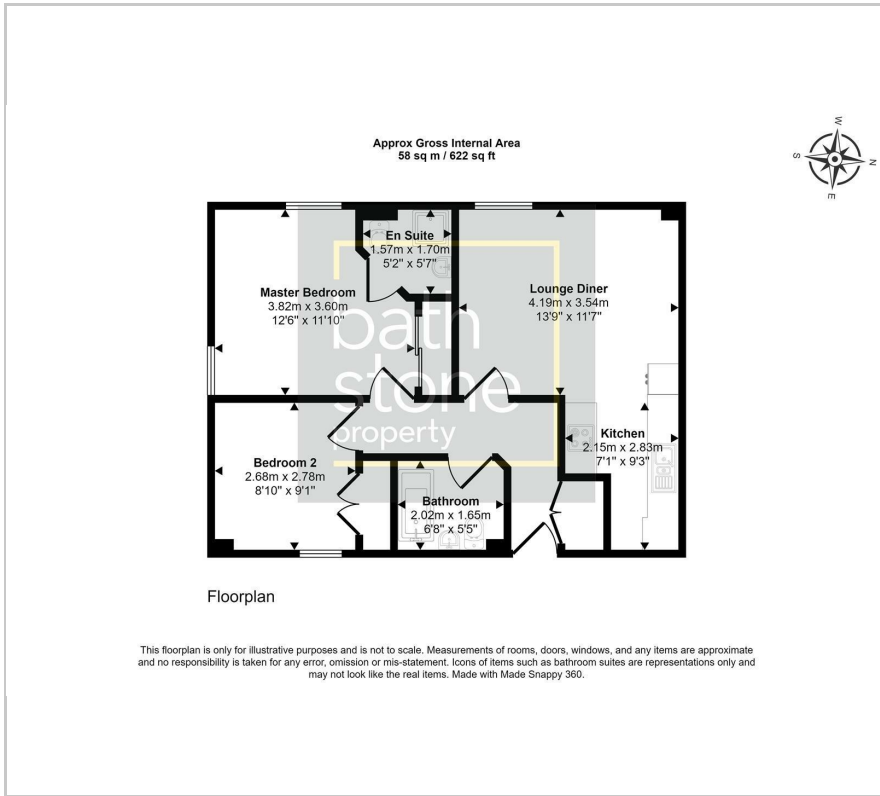 Approx Gross Internal Area
58 sq m / 622 sq ft
W
S
N
E
En Suite
1.57m x 1.70m
5'2" x 5'7"
Master Bedroom
3.82m x 3.60m
12'6" x 11'10"
Lounge Diner
4.19m x 3.54m
13'9" x 11'7"
bath
stone
property
Kitchen
2.15m x 2.83m
7'1" x 9'3"
Bedroom 2
2.68m x 2.78m
8'10" x 9'1"
Bathroom
2.02m x 1.65m
6'8" x 5'5"
Floorplan
This floorplan is only for illustrative purposes and is not to scale. Measurements of rooms, doors, windows, and any items are approximate
and no responsibility is taken for any error, omission or mis-statement. Icons of items such as bathroom suites are representations only and
may not look like the real items. Made with Made Snappy 360.